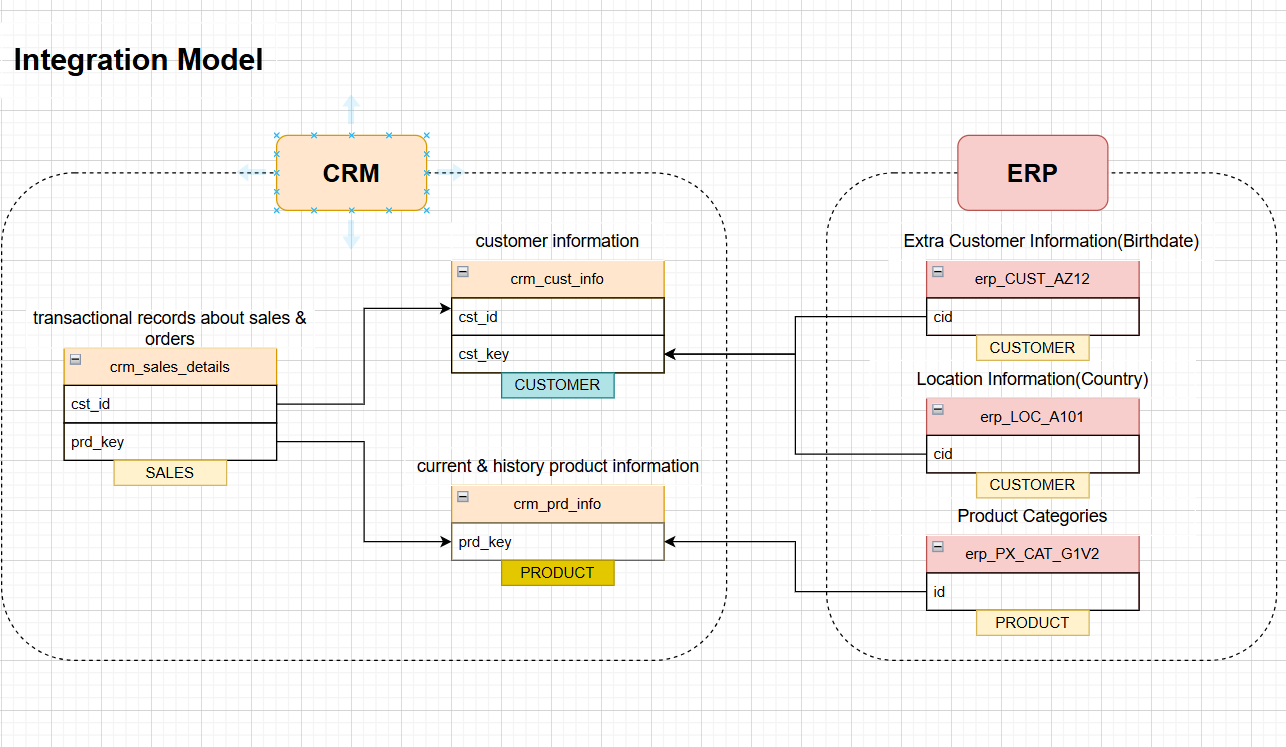 Integration Model
CRM
ERP
customer information
crm_cust_info
cst_id
cst_key
CUSTOMER
transactional records about sales &
orders
crm_sales_details
cst_id
prd_key
SALES
current & history product information
crm_prd_info
prd_key
PRODUCT
Extra Customer Information(Birthdate)
erp_CUST_AZ12
cid
CUSTOMER
Location Information(Country)
erp_LOC_A101
cid
CUSTOMER
Product Categories
erp_PX_CAT_G1V2
id
PRODUCT